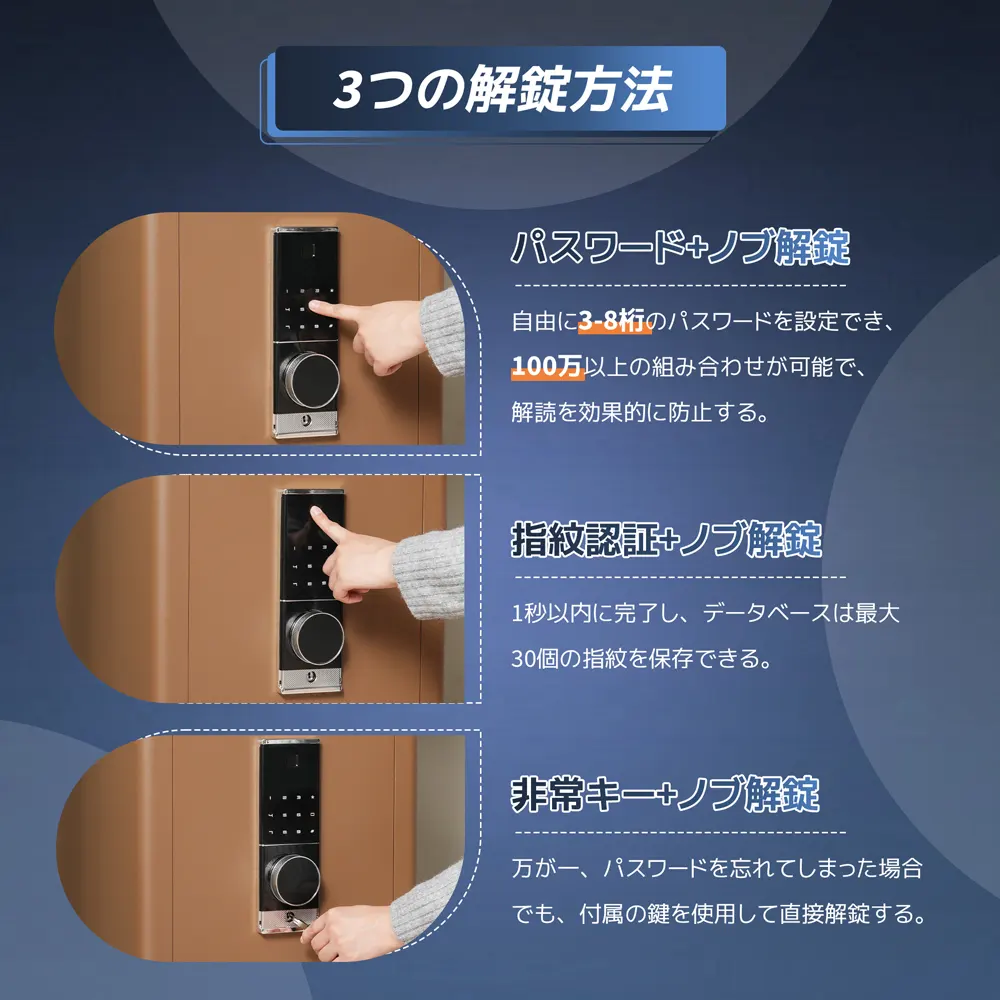 3つの解錠方法
パスワード+ノブ解錠
自由に3-8桁のパスワードを設定でき、
100万以上の組み合わせが可能で、
解読を効果的に防止する。
指紋認証+ノブ解錠
1秒以内に完了し、データベースは最大
30個の指紋を保存できる。
非常キー+ノブ解錠
万が一、パスワードを忘れてしまった場合
でも、付属の鍵を使用して直接解錠する。